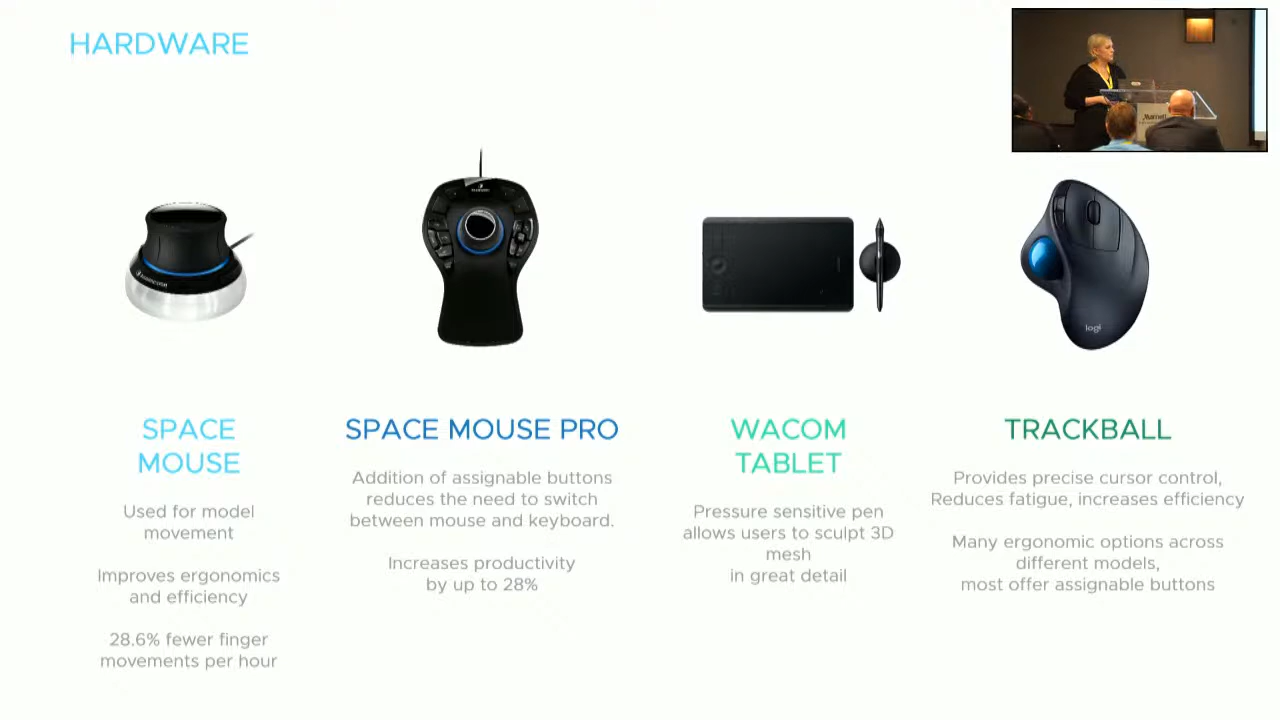 HARDWARE
Marriott
logi
SPACE
MOUSE
Used for model
movement
Improves ergonomics
and efficiency
28.6% fewer finger
movements per hour
SPACE MOUSE PRO
Addition of assignable buttons
reduces the need to switch
between mouse and keyboard.
Increases productivity
by up to 28%
WACOM
TABLET
Pressure sensitive pen
allows users to sculpt 3D
mesh
in great detail
TRACKBALL
Provides precise cursor control,
Reduces fatigue, increases efficiency
Many ergonomic options across
different models,
most offer assignable buttons